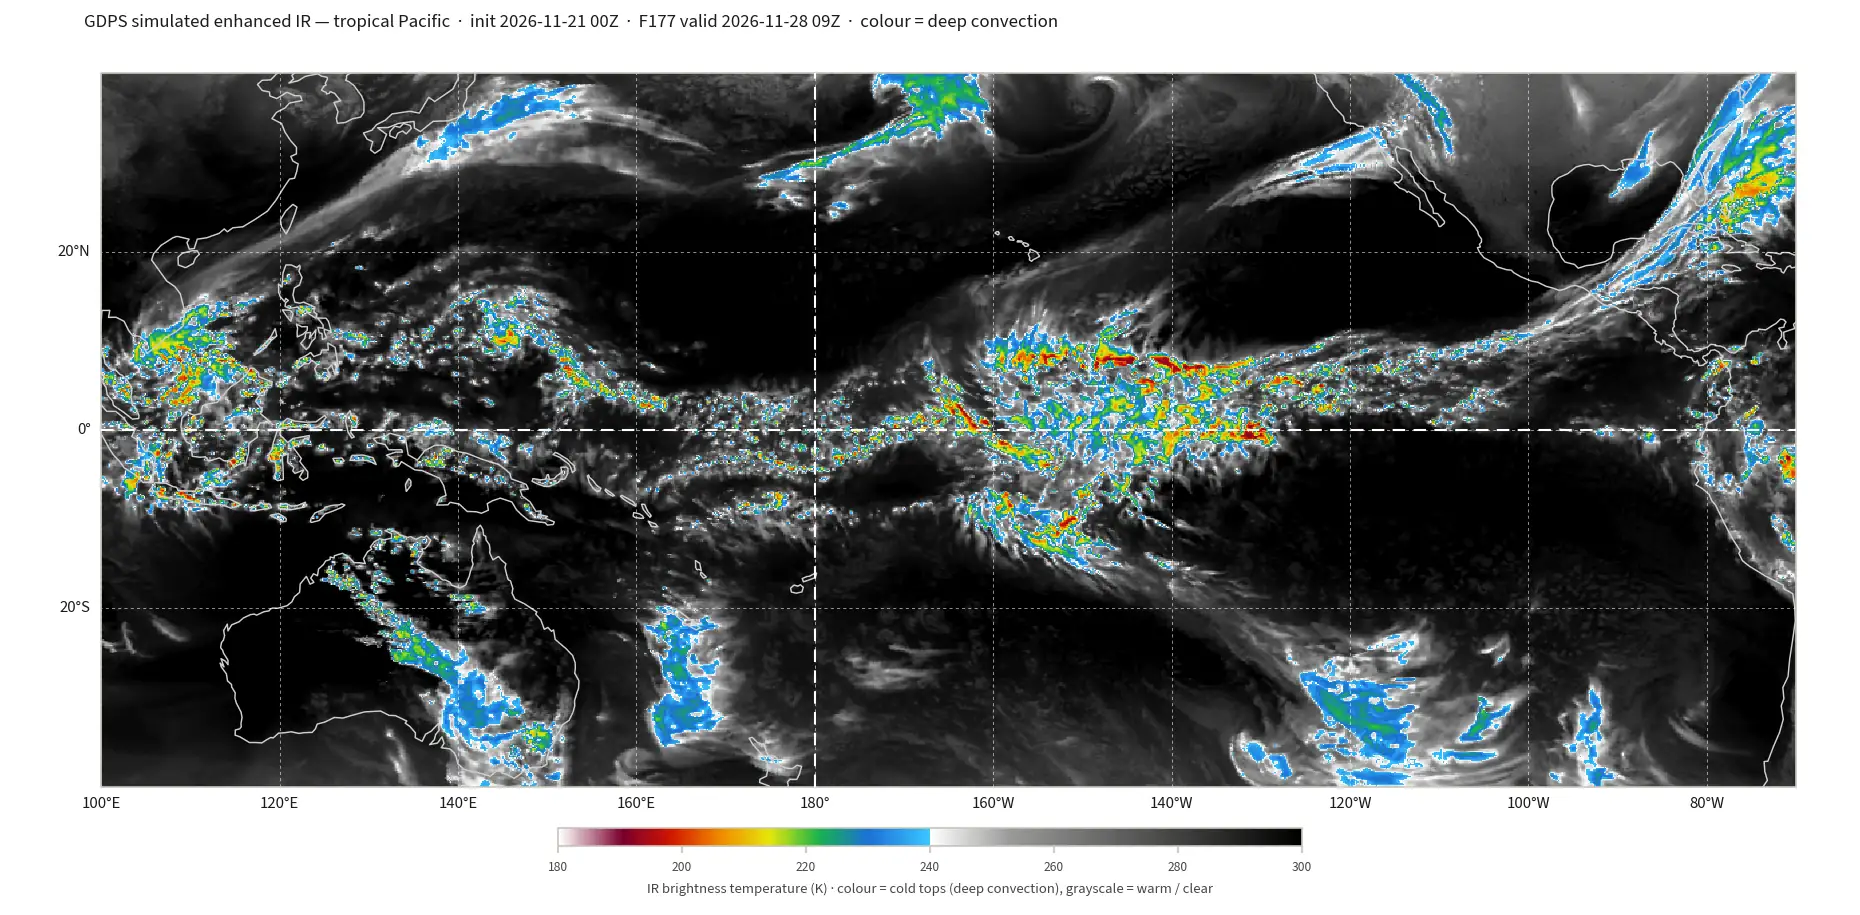 GDPS simulated enhanced IR — tropical Pacific · init 2026-11-21 00Z · F177 valid 2026-11-28 09Z · colour = deep convection
20°N
0°
20°S
100°E 120°E 140°E 160°E 180° 160°W 140°W 120°W 100°W 80°W
180 200 220 240 260 280 300
IR brightness temperature (K) · colour = cold tops (deep convection), grayscale = warm / clear